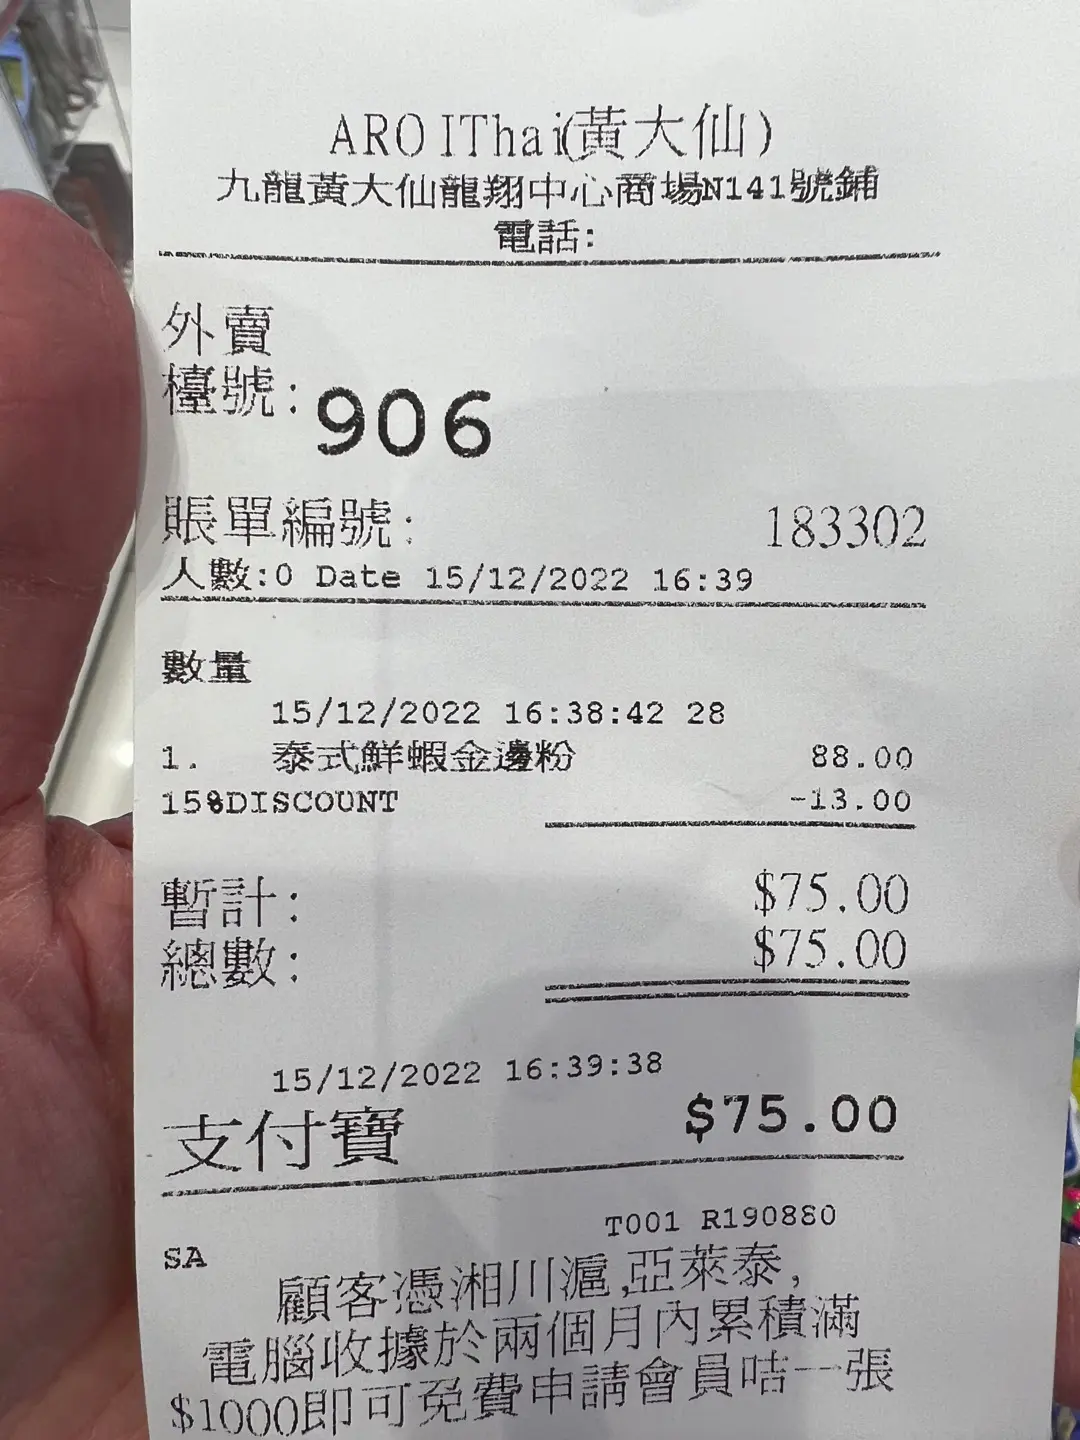 AROIThai(黃大仙)
九龍黃大仙龍翔中心商場N141號鋪
電話:
外賣
檯號: 906
賬單編號: 183302
人數:0 Date 15/12/2022 16:39
數量
15/12/2022 16:38:42 28
1. 泰式鮮蝦金邊粉 88.00
15%DISCOUNT -13.00
暫計: $75.00
總數: $75.00
15/12/2022 16:39:38
支付寶 $75.00
T001 R190880
SA
顧客憑湘川滬,亞萊泰,
電腦收據於兩個月內累積滿
$1000即可免費申請會員咭一張